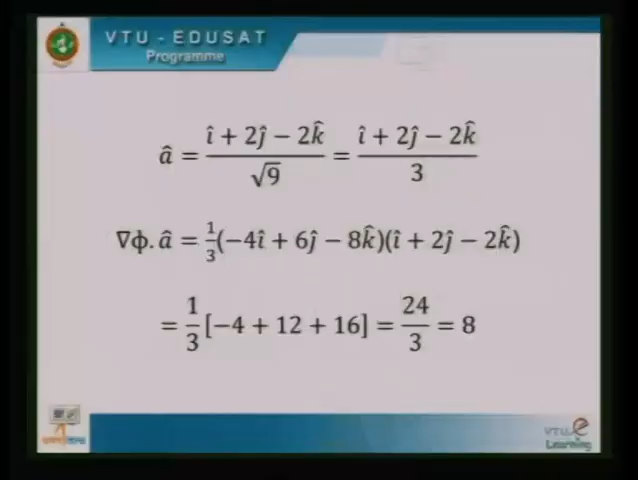 VTU - EDUSAT
Programme
â = (î + 2ĵ − 2k̂)/√9 = (î + 2ĵ − 2k̂)/3
∇ϕ. â = 1/3(−4î + 6ĵ − 8k̂)(î + 2ĵ − 2k̂)
= 1/3[−4 + 12 + 16] = 24/3 = 8
VTU e
Learning